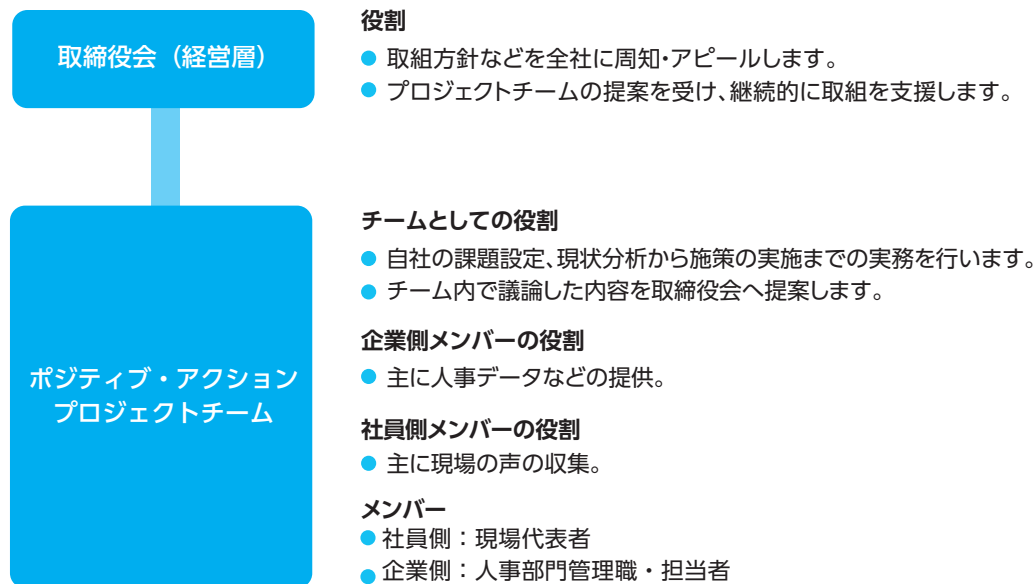 取締役会（経営層）
役割
● 取組方針などを全社に周知・アピールします。
● プロジェクトチームの提案を受け、継続的に取組を支援します。
ポジティブ・アクション
プロジェクトチーム
チームとしての役割
● 自社の課題設定、現状分析から施策の実施までの実務を行います。
● チーム内で議論した内容を取締役会へ提案します。
企業側メンバーの役割
● 主に人事データなどの提供。
社員側メンバーの役割
● 主に現場の声の収集。
メンバー
● 社員側：現場代表者
● 企業側：人事部門管理職・担当者